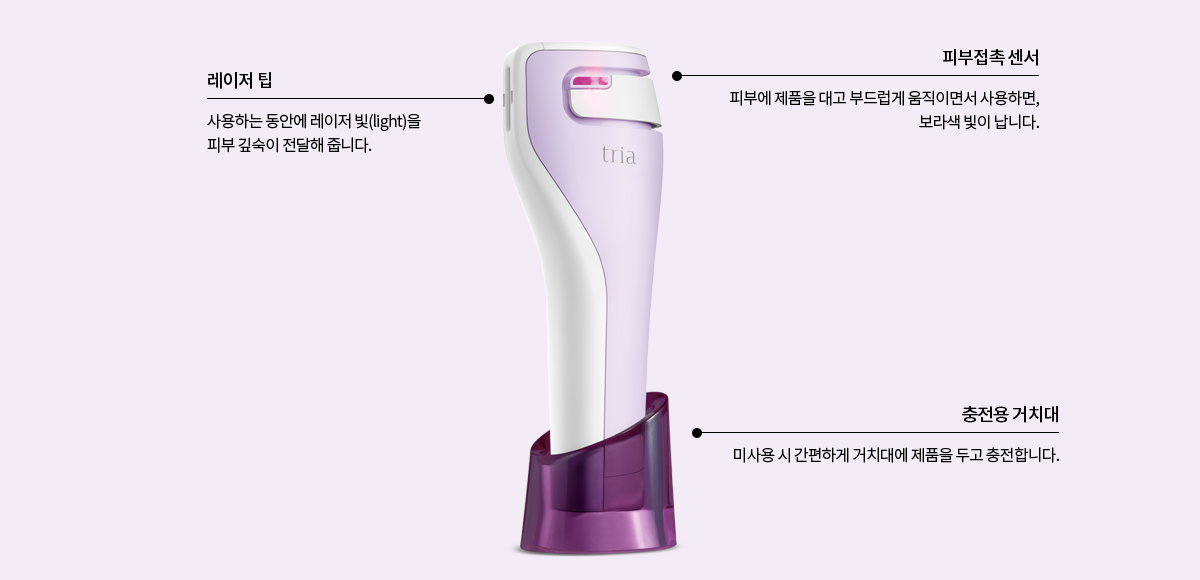 레이저 팁
사용하는 동안에 레이저 빛(light)을
피부 깊숙이 전달해 줍니다.
피부접촉 센서
피부에 제품을 대고 부드럽게 움직이면서 사용하면,
보라색 빛이 납니다.
tria
충전용 거치대
미사용 시 간편하게 거치대에 제품을 두고 충전합니다.